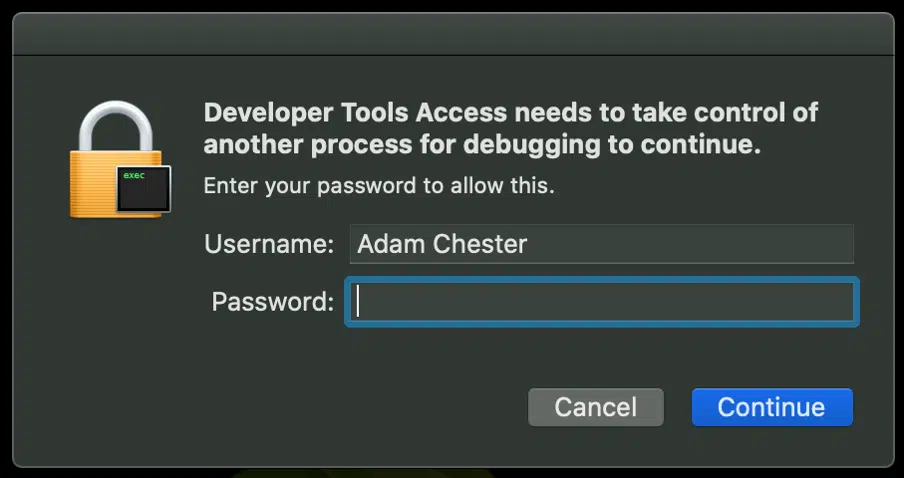 Developer Tools Access needs to take control of
another process for debugging to continue.
Enter your password to allow this.
exec
Username: Adam Chester
Password:
Cancel Continue